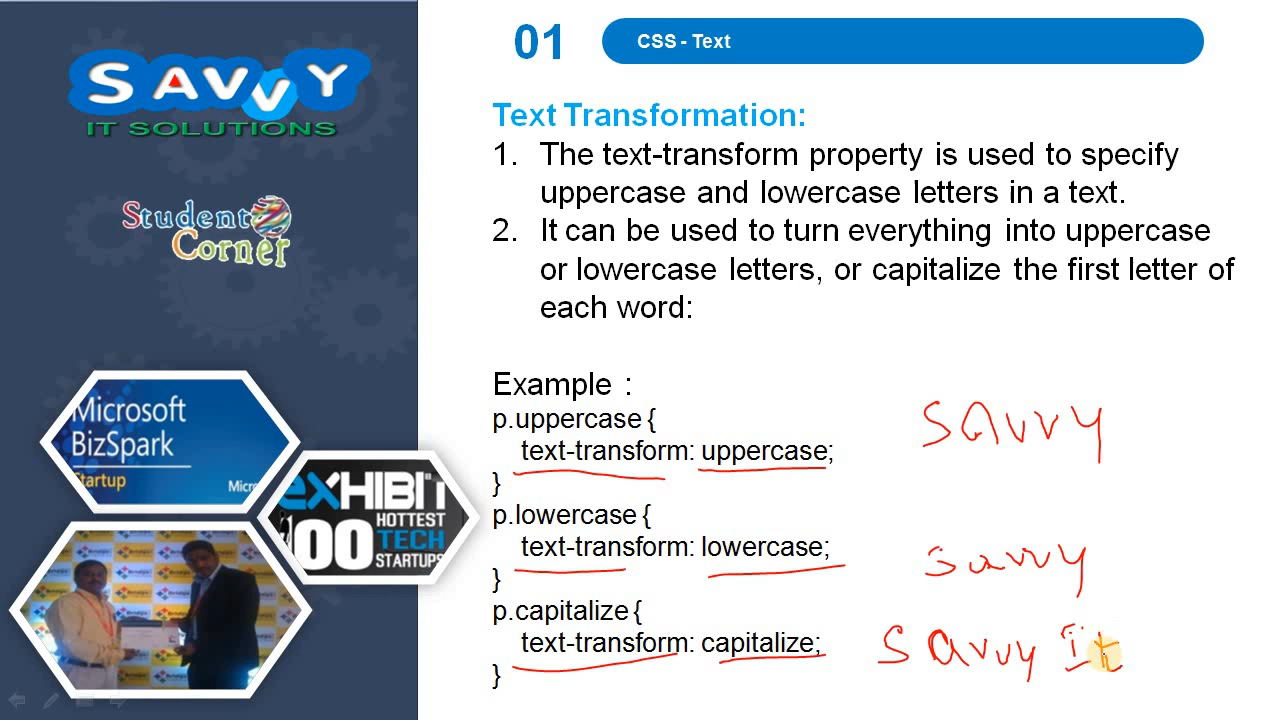 01
CSS - Text
SAVVY
IT SOLUTIONS
Student
Corner
Text Transformation:
1. The text-transform property is used to specify
uppercase and lowercase letters in a text.
2. It can be used to turn everything into uppercase
or lowercase letters, or capitalize the first letter of
each word:
Example :
p.uppercase {
text-transform: uppercase;
}
p.lowercase {
text-transform: lowercase;
}
p.capitalize {
text-transform: capitalize;
}
SAVVY
savvy
Savvy It
Microsoft
BizSpark
Startup
Micr
eXHIBIT
100
HOTTEST
TECH
STARTUPS